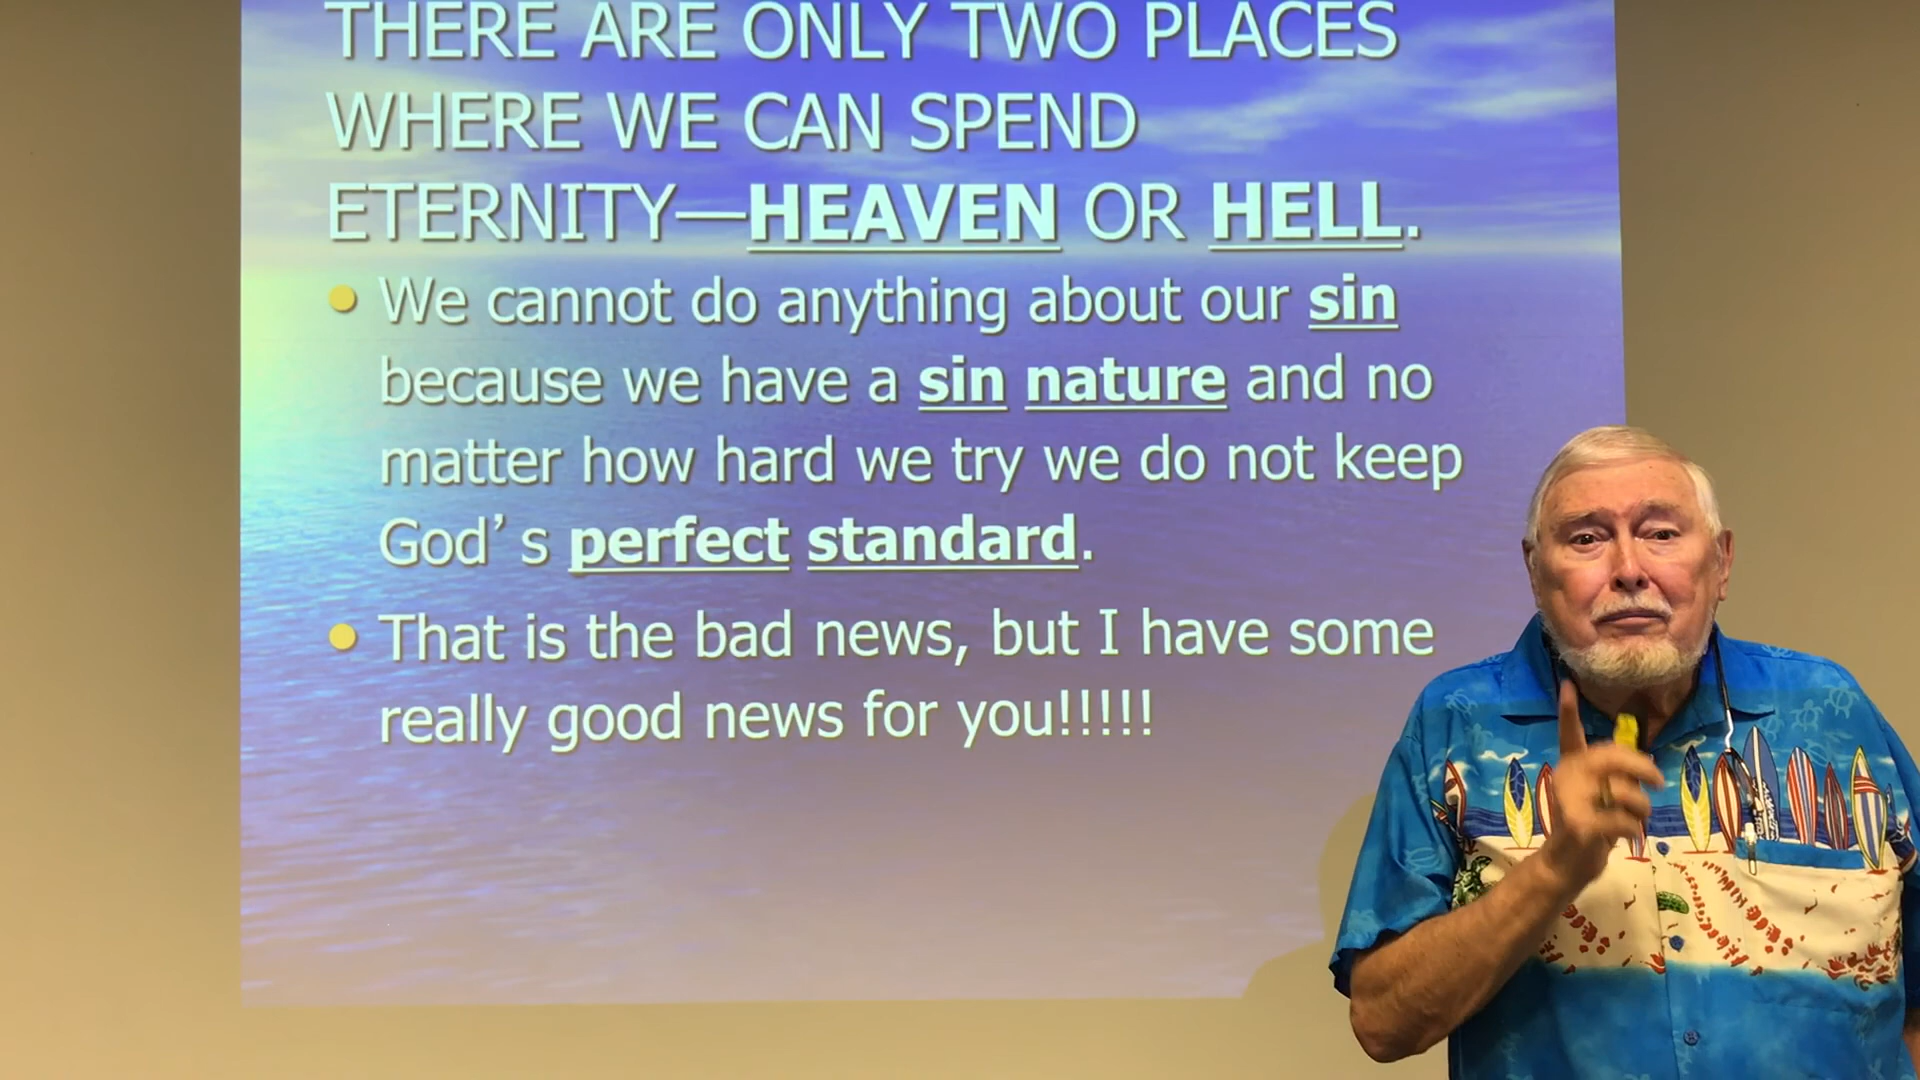 THERE ARE ONLY TWO PLACES
WHERE WE CAN SPEND
ETERNITY—HEAVEN OR HELL.
We cannot do anything about our sin
because we have a sin nature and no
matter how hard we try we do not keep
God's perfect standard.
That is the bad news, but I have some
really good news for you!!!!!